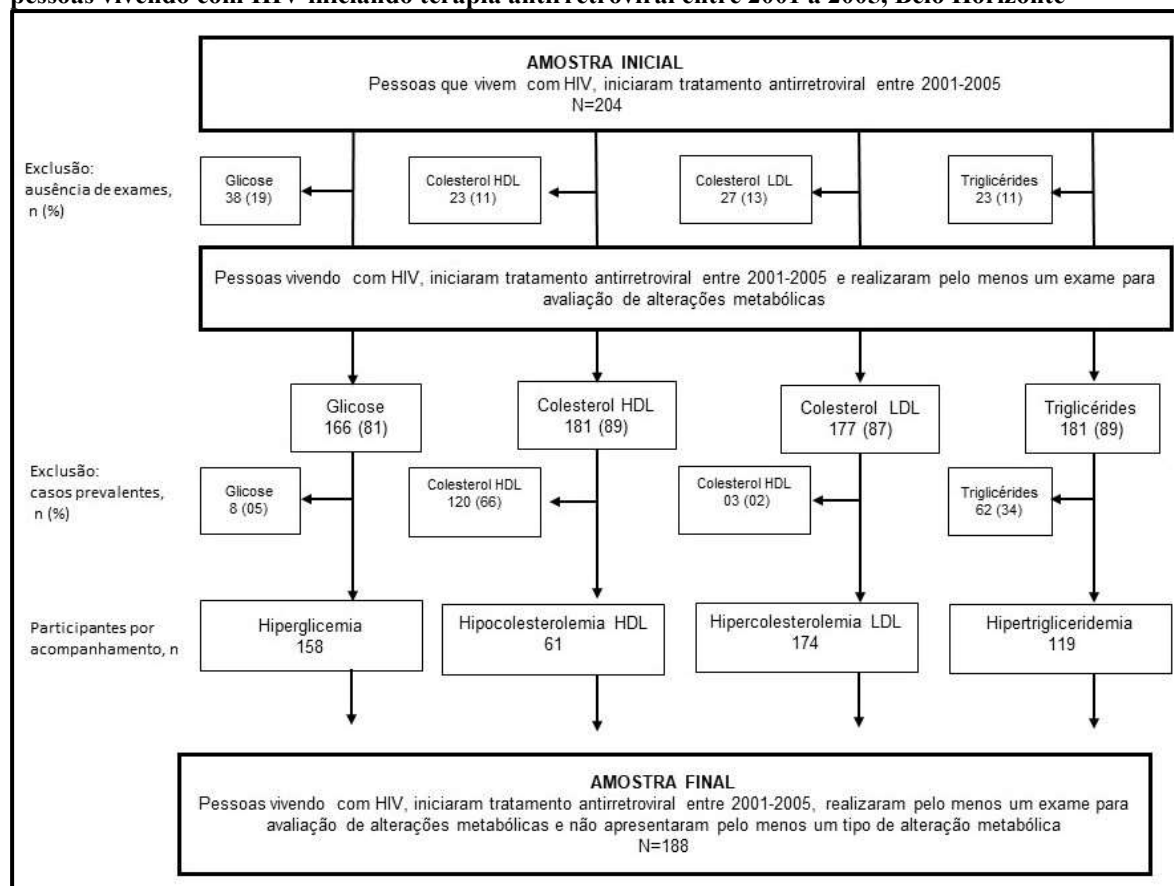 pessoas vivendo com HIV iniciando terapia antirretroviral entre 2001 a 2005, Belo Horizonte
AMOSTRA INICIAL
Pessoas que vivem com HIV, iniciaram tratamento antirretroviral entre 2001-2005
N=204
Exclusão:
ausência de exames,
n (%)
Glicose
38 (19)
Colesterol HDL
23 (11)
Colesterol LDL
27 (13)
Triglicérides
23 (11)
Pessoas vivendo com HIV, iniciaram tratamento antirretroviral entre 2001-2005 e realizaram pelo menos um exame para
avaliação de alterações metabólicas
Glicose
166 (81)
Colesterol HDL
181 (89)
Colesterol LDL
177 (87)
Triglicérides
181 (89)
Exclusão:
casos prevalentes,
n (%)
Glicose
8 (05)
Colesterol HDL
120 (66)
Colesterol HDL
03 (02)
Triglicérides
62 (34)
Participantes por
acompanhamento, n
Hiperglicemia
158
Hipocolesterolemia HDL
61
Hipercolesterolemia LDL
174
Hipertrigliceridemia
119
AMOSTRA FINAL
Pessoas vivendo com HIV, iniciaram tratamento antirretroviral entre 2001-2005, realizaram pelo menos um exame para
avaliação de alterações metabólicas e não apresentaram pelo menos um tipo de alteração metabólica
N=188